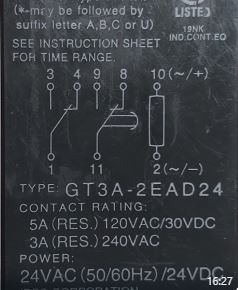 (*-may be followed by
suffix letter A,B,C or U)
LISTED
19NK
IND.CONT.EQ
SEE INSTRUCTION SHEET
FOR TIME RANGE.
3 4 9 8 10(~/+)
1 11 2(~/−)
TYPE: GT3A-2EAD24
CONTACT RATING:
5A (RES.) 120VAC/30VDC
3A (RES.) 240VAC
POWER:
24VAC (50/60Hz) /24VDC
16:27